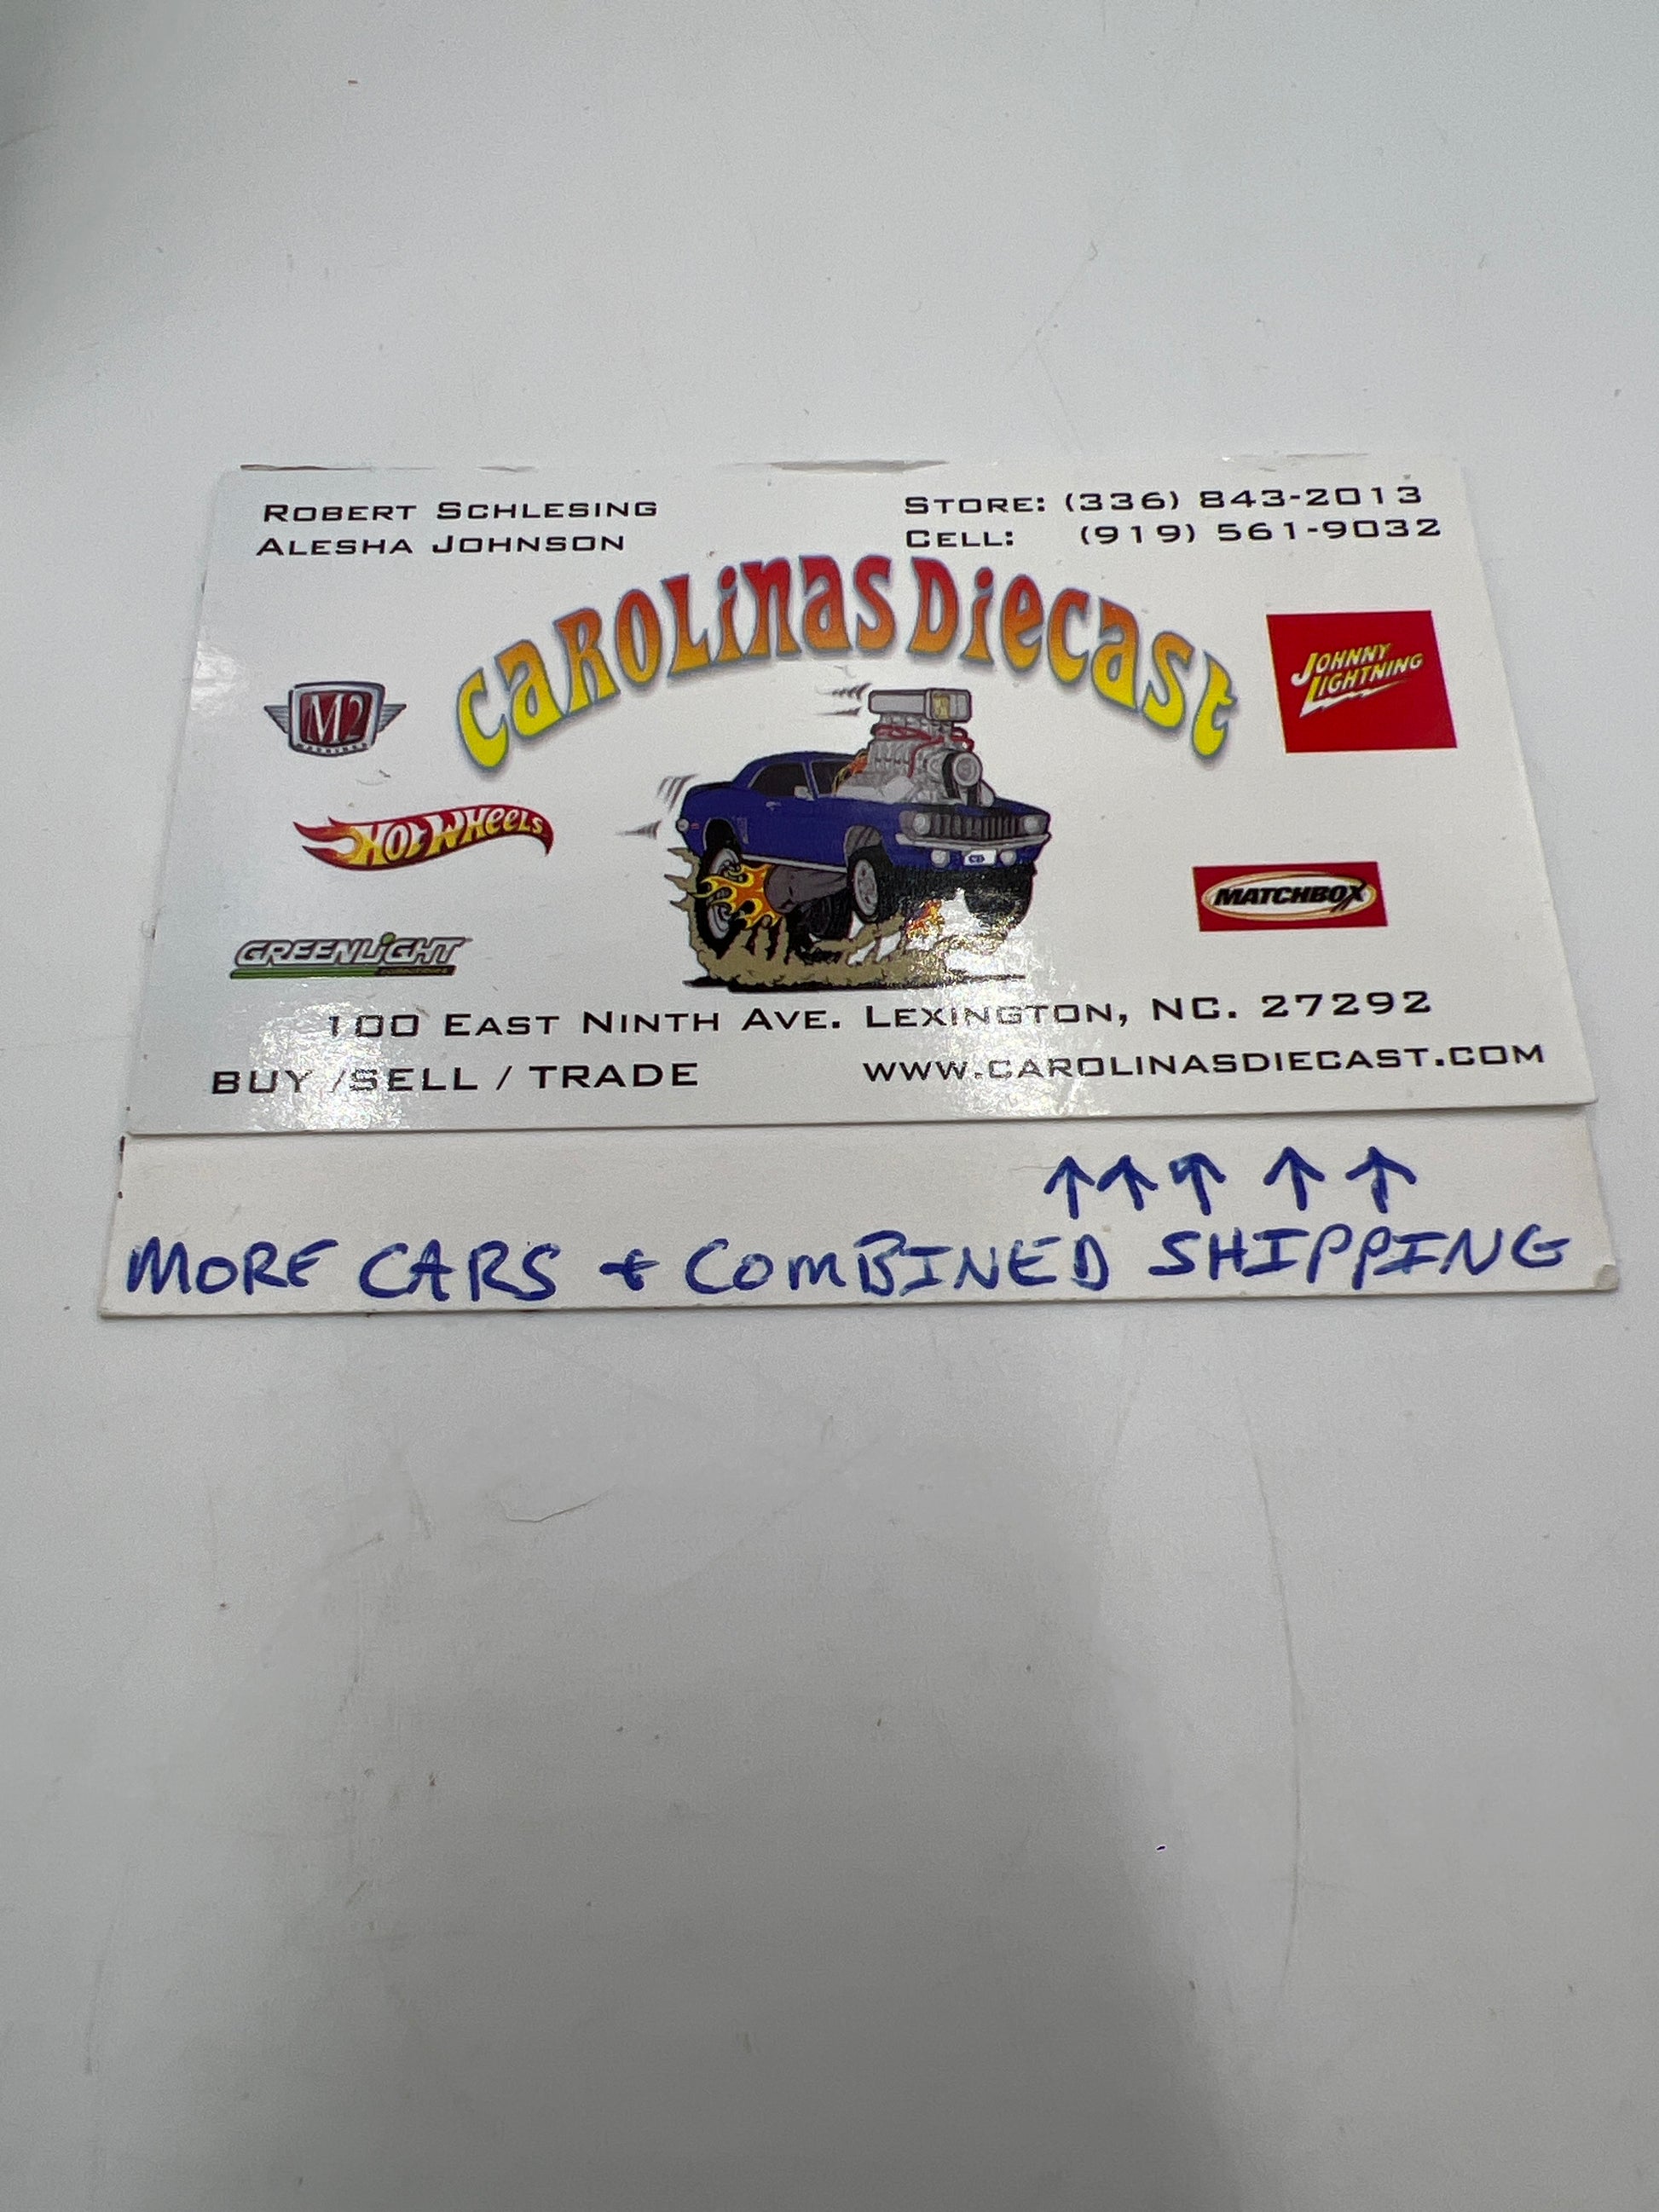 ROBERT SCHLESING
ALESHA JOHNSON
STORE: (336) 843-2013
CELL: (919) 561-9032
CAROLINAS DIECAST
M2
MACHINES
JOHNNY
LIGHTNING
HOT WHEELS
MATCHBOX
GREENLIGHT
100 EAST NINTH AVE. LEXINGTON, NC. 27292
BUY / SELL / TRADE
WWW.CAROLINASDIECAST.COM
↑ ↑ ↑ ↑ ↑
MORE CARS + COMBINED SHIPPING